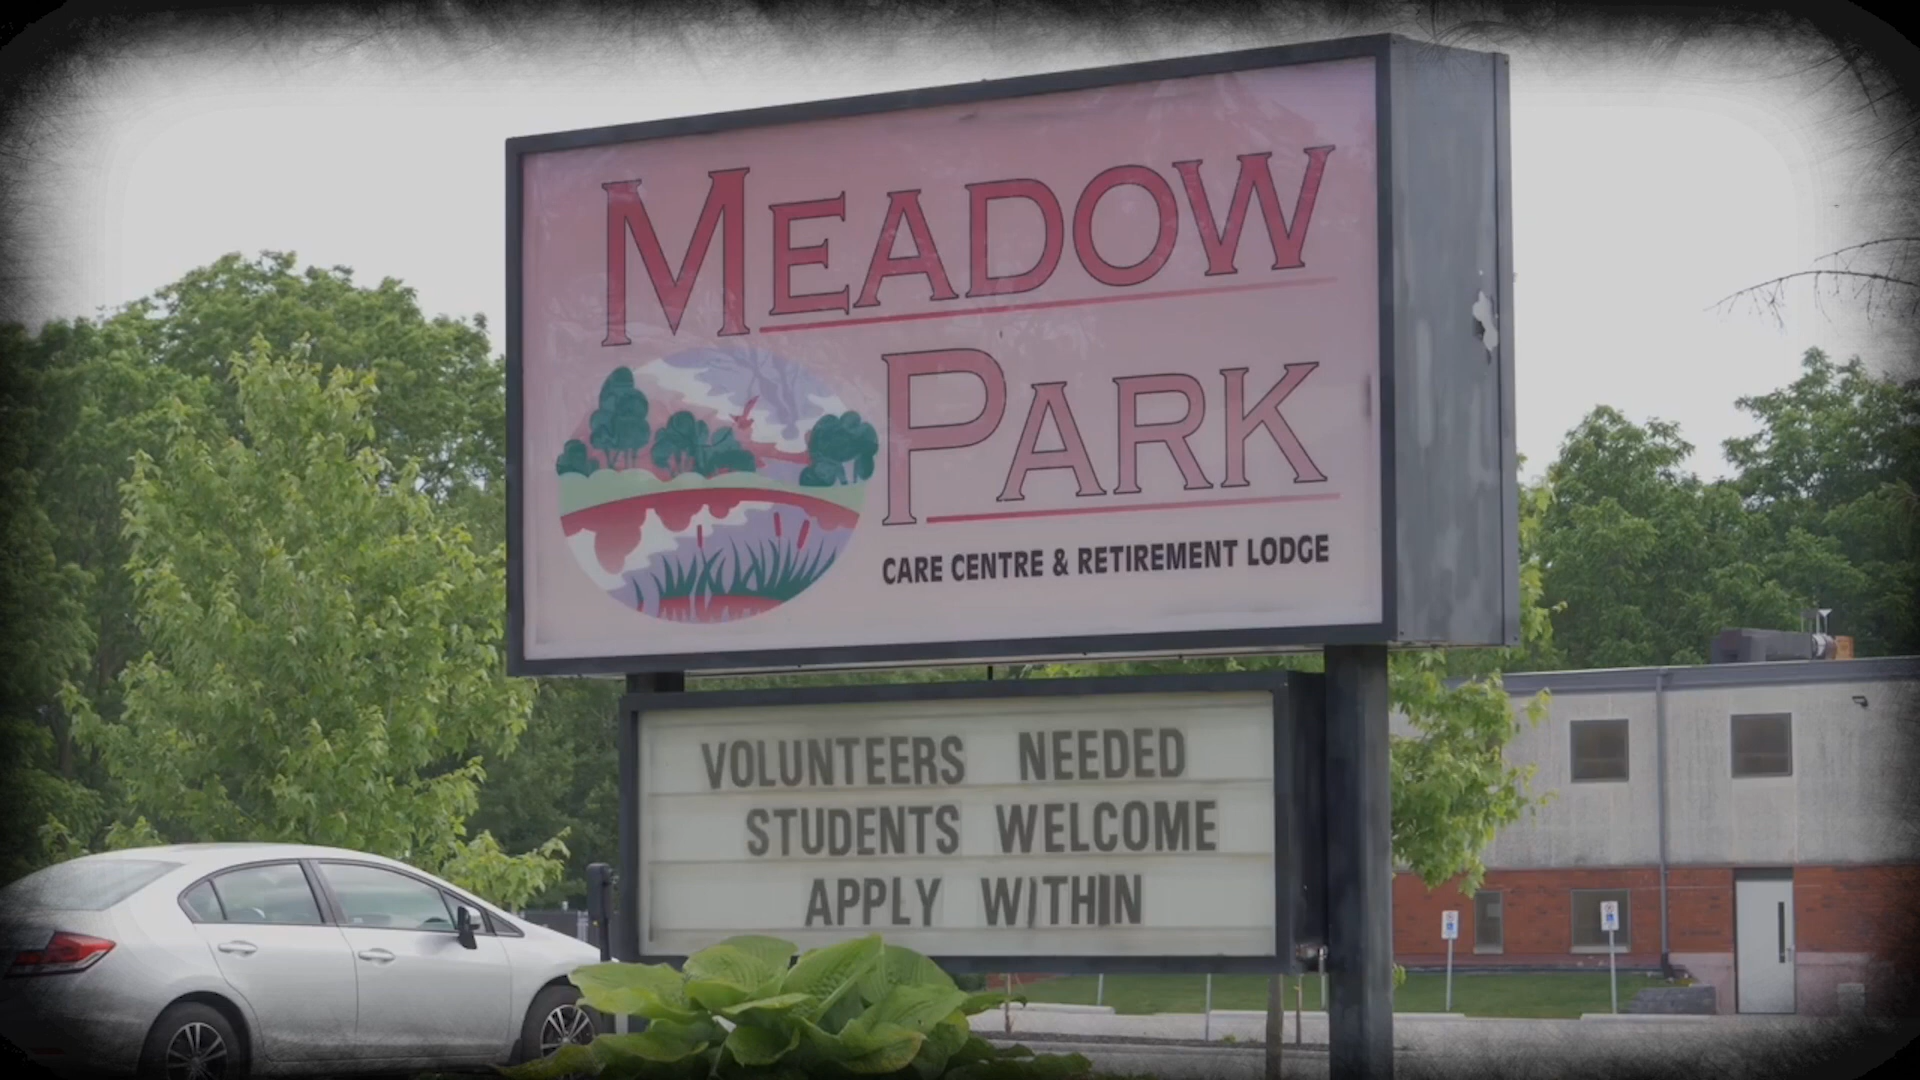 MEADOW
PARK
CARE CENTRE & RETIREMENT LODGE
VOLUNTEERS NEEDED
STUDENTS WELCOME
APPLY WITHIN